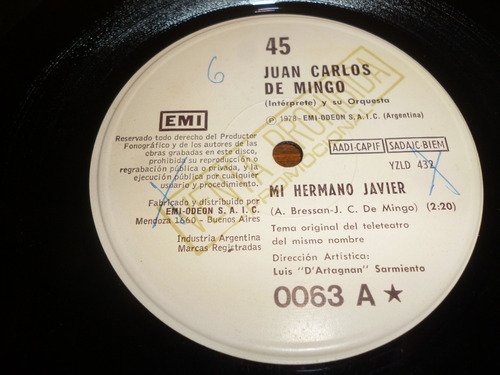 45
6
JUAN CARLOS
DE MINGO
(Intérprete) y su Orquesta
℗ 1978 - EMI-ODEON S.A.I.C. (Argentina)
EMI
Reservado todo derecho del Productor
Fonográfico y de los autores de las
obras grabadas en este disco,
prohibida su reproducción o
regrabación pública o privada, y la
ejecución pública por cualquier
usuario y procedimiento.
Fabricado y distribuido por
EMI-ODEON S.A.I.C.
Mendoza 1660 - Buenos Aires
Industria Argentina
Marcas Registradas
VENTA PROHIBIDA
AADI-CAPIF SADAIC-BIEM
YZLD 432
MI HERMANO JAVIER
(A. Bressan-J. C. De Mingo) (2:20)
Tema original del teleteatro
del mismo nombre
Dirección Artística:
Luis "D'Artagnan" Sarmiento
0063 A ★